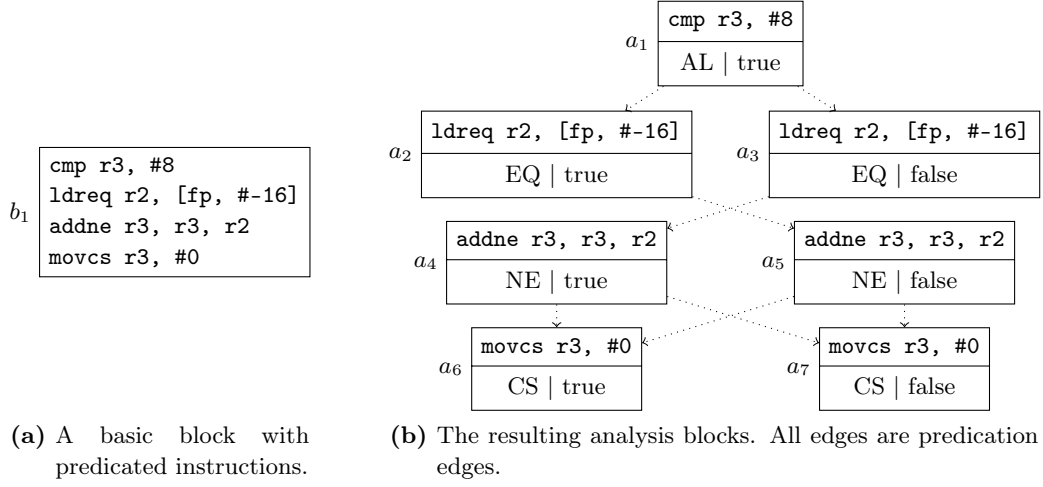 cmp r3, #8
a1
AL | true
ldreq r2, [fp, #-16]
a2
EQ | true
ldreq r2, [fp, #-16]
a3
EQ | false
b1
cmp r3, #8
ldreq r2, [fp, #-16]
addne r3, r3, r2
movcs r3, #0
addne r3, r3, r2
a4
NE | true
addne r3, r3, r2
a5
NE | false
movcs r3, #0
a6
CS | true
movcs r3, #0
a7
CS | false
(a) A basic block with
predicated instructions.
(b) The resulting analysis blocks. All edges are predication
edges.